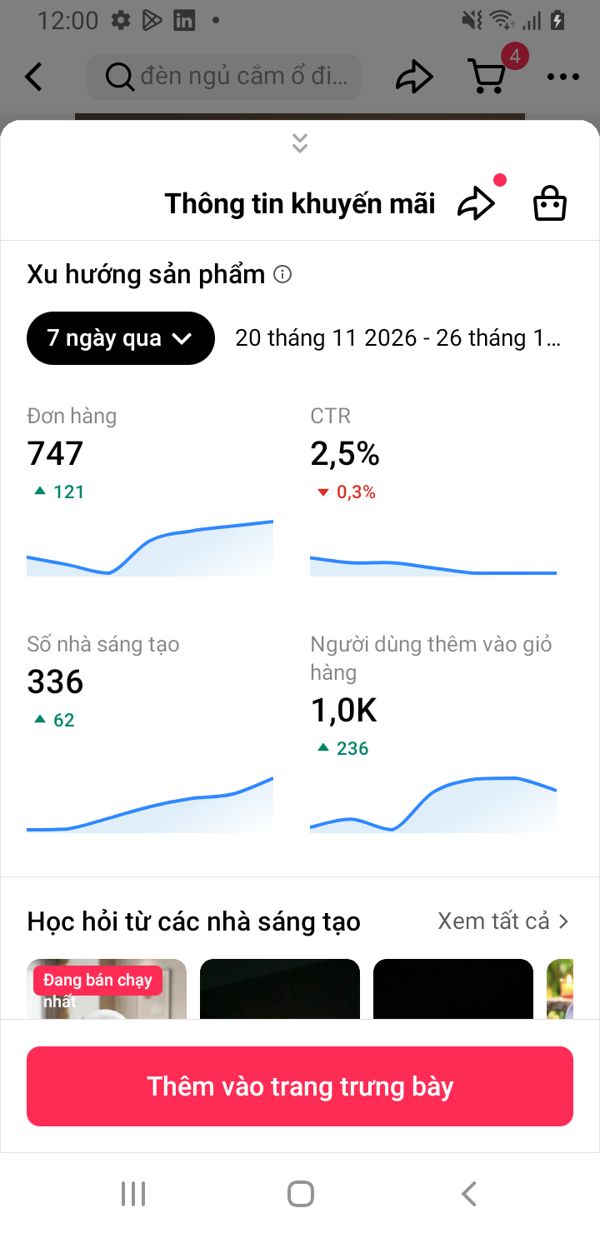 12:00
đèn ngủ cắm ổ đi...
4
Thông tin khuyến mãi
Xu hướng sản phẩm
7 ngày qua
20 tháng 11 2026 - 26 tháng 1...
Đơn hàng
747
121
CTR
2,5%
0,3%
Số nhà sáng tạo
336
62
Người dùng thêm vào giỏ
hàng
1,0K
236
Học hỏi từ các nhà sáng tạo
Xem tất cả
Đang bán chạy
nhất
Thêm vào trang trưng bày